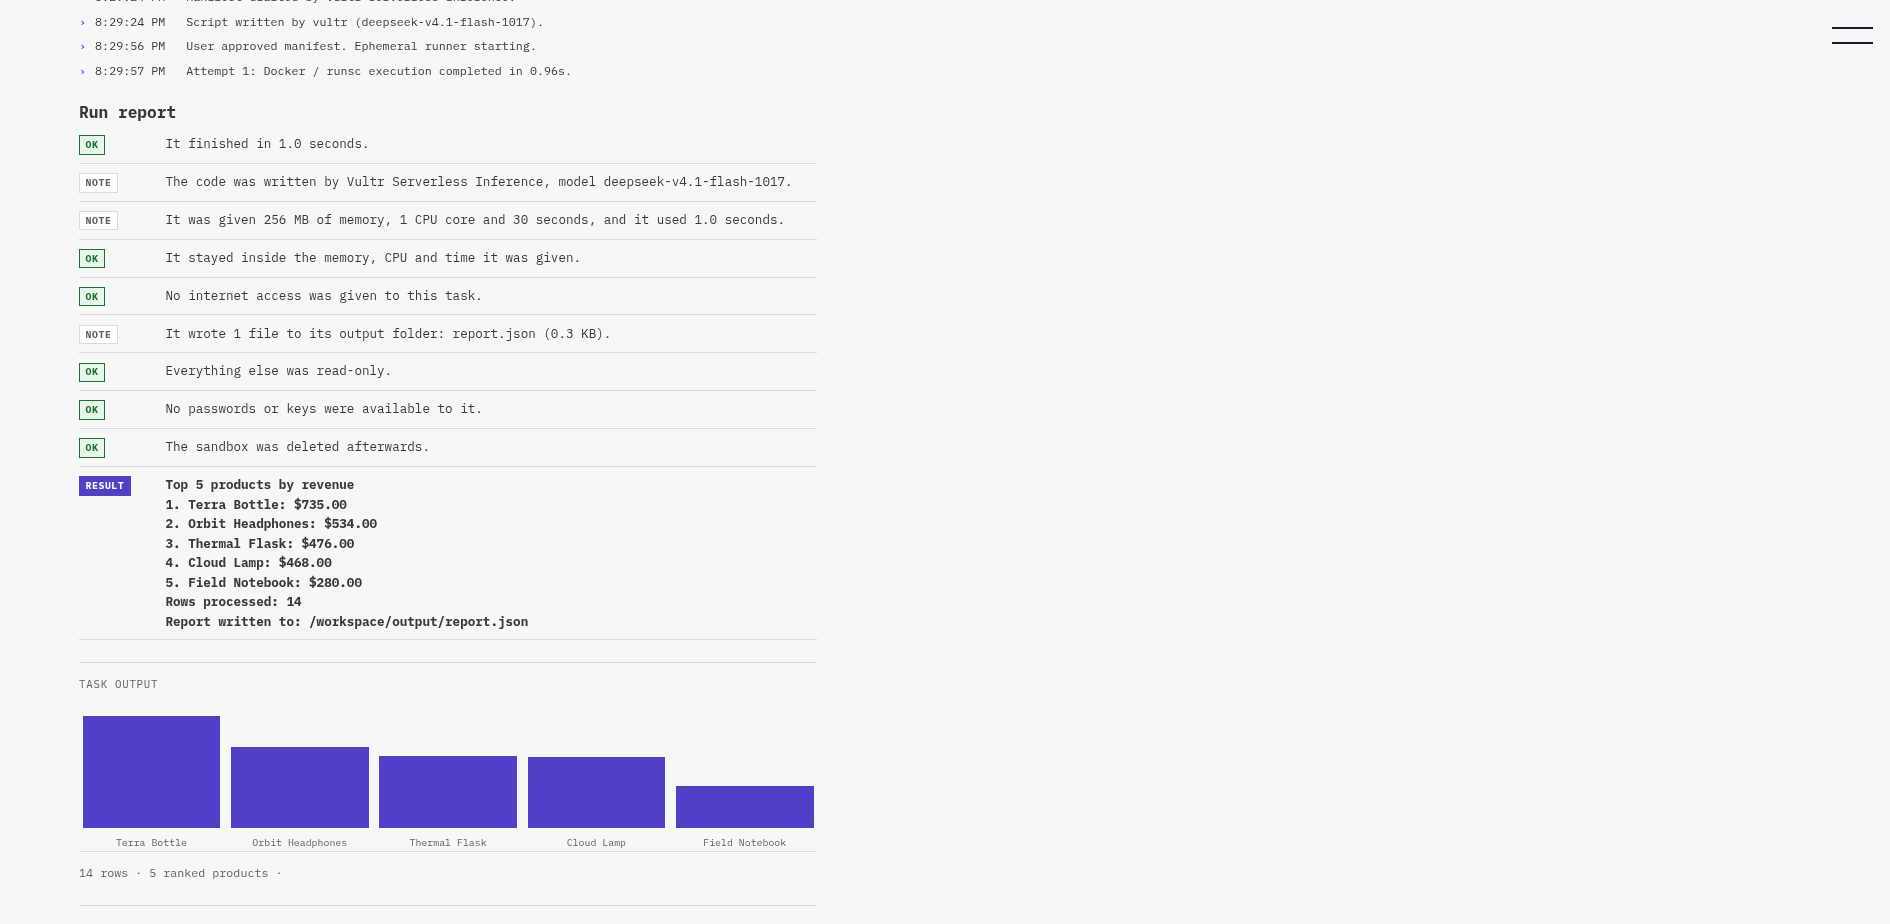 › 8:29:24 PM Script written by vultr (deepseek-v4.1-flash-1017).
› 8:29:56 PM User approved manifest. Ephemeral runner starting.
› 8:29:57 PM Attempt 1: Docker / runsc execution completed in 0.96s.
Run report
OK It finished in 1.0 seconds.
NOTE The code was written by Vultr Serverless Inference, model deepseek-v4.1-flash-1017.
NOTE It was given 256 MB of memory, 1 CPU core and 30 seconds, and it used 1.0 seconds.
OK It stayed inside the memory, CPU and time it was given.
OK No internet access was given to this task.
NOTE It wrote 1 file to its output folder: report.json (0.3 KB).
OK Everything else was read-only.
OK No passwords or keys were available to it.
OK The sandbox was deleted afterwards.
RESULT Top 5 products by revenue
1. Terra Bottle: $735.00
2. Orbit Headphones: $534.00
3. Thermal Flask: $476.00
4. Cloud Lamp: $468.00
5. Field Notebook: $280.00
Rows processed: 14
Report written to: /workspace/output/report.json
TASK OUTPUT
Terra Bottle Orbit Headphones Thermal Flask Cloud Lamp Field Notebook
14 rows · 5 ranked products ·